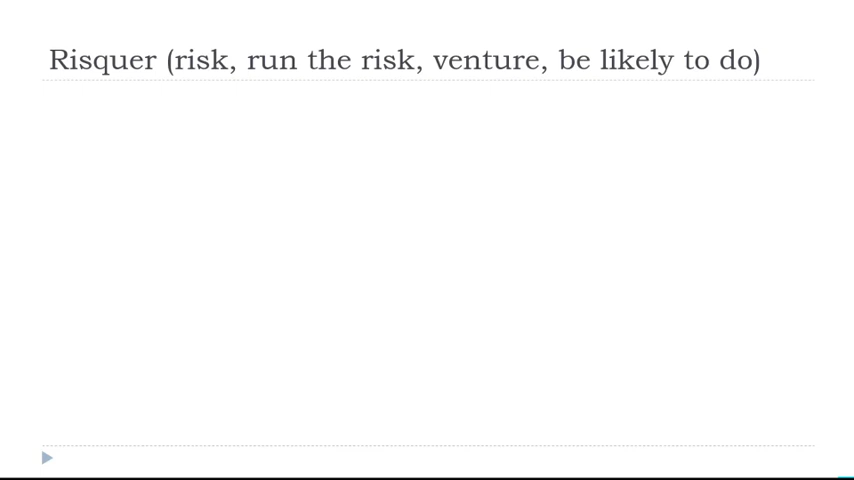 Risquer (risk, run the risk, venture, be likely to do)